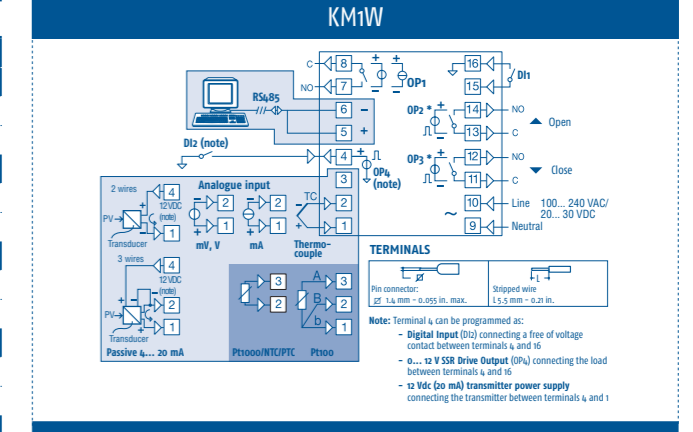 KM1W
C 8
NO 7
OP1
16
15
DI1
RS485
6 -
5 +
OP2 *
14 NO
13 C
Open
DI2 (note)
4
OP4
(note)
OP3 *
12 NO
11 C
Close
3
10 Line 100... 240 VAC/
20... 30 VDC
9 Neutral
2 wires
4
12 VDC
(note)
PV
1
Transducer
Analogue input
2
1
mV, V
2
1
mA
TC
2
1
Thermo-
couple
3 wires
4
12 VDC
(note)
2
PV
1
Transducer
Passive 4... 20 mA
3
2
Pt1000/NTC/PTC
A 3
B 2
b 1
Pt100
TERMINALS
Pin connector:
Ø 1.4 mm - 0.055 in. max.
L
Stripped wire
L 5.5 mm - 0.21 in.
Note: Terminal 4 can be programmed as:
- Digital Input (DI2) connecting a free of voltage
contact between terminals 4 and 16
- 0... 12 V SSR Drive Output (OP4) connecting the load
between terminals 4 and 16
- 12 Vdc (20 mA) transmitter power supply
connecting the transmitter between terminals 4 and 1